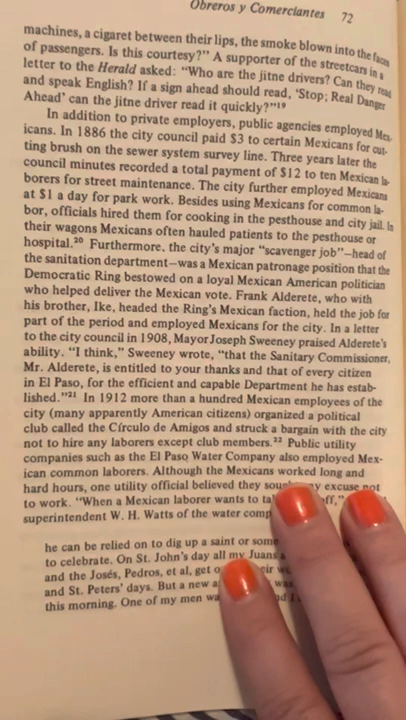 Obreros y Comerciantes 72
machines, a cigaret between their lips, the smoke blown into the faces
of passengers. Is this courtesy?" A supporter of the streetcars in a
letter to the Herald asked: "Who are the jitne drivers? Can they read
and speak English? If a sign ahead should read, 'Stop; Real Danger
Ahead' can the jitne driver read it quickly?"19
In addition to private employers, public agencies employed Mex-
icans. In 1886 the city council paid $3 to certain Mexicans for cut-
ting brush on the sewer system survey line. Three years later the
council minutes recorded a total payment of $12 to ten Mexican la-
borers for street maintenance. The city further employed Mexicans
at $1 a day for park work. Besides using Mexicans for common la-
bor, officials hired them for cooking in the pesthouse and city jail. In
their wagons Mexicans often hauled patients to the pesthouse or
hospital.20 Furthermore, the city's major "scavenger job"—head of
the sanitation department—was a Mexican patronage position that the
Democratic Ring bestowed on a loyal Mexican American politician
who helped deliver the Mexican vote. Frank Alderete, who with
his brother, Ike, headed the Ring's Mexican faction, held the job for
part of the period and employed Mexicans for the city. In a letter
to the city council in 1908, Mayor Joseph Sweeney praised Alderete's
ability. "I think," Sweeney wrote, "that the Sanitary Commissioner,
Mr. Alderete, is entitled to your thanks and that of every citizen
in El Paso, for the efficient and capable Department he has estab-
lished."21 In 1912 more than a hundred Mexican employees of the
city (many apparently American citizens) organized a political
club called the Círculo de Amigos and struck a bargain with the city
not to hire any laborers except club members.22 Public utility
companies such as the El Paso Water Company also employed Mex-
ican common laborers. Although the Mexicans worked long and
hard hours, one utility official believed they excuse not
to work. "When a Mexican laborer wants to off,"
superintendent W. H. Watts of the water
he can be relied on to dig up a saint or
to celebrate. On St. John's day all my Juans
and the Josés, Pedros, et al, get
and St. Peters' days. But a new
this morning. One of my men